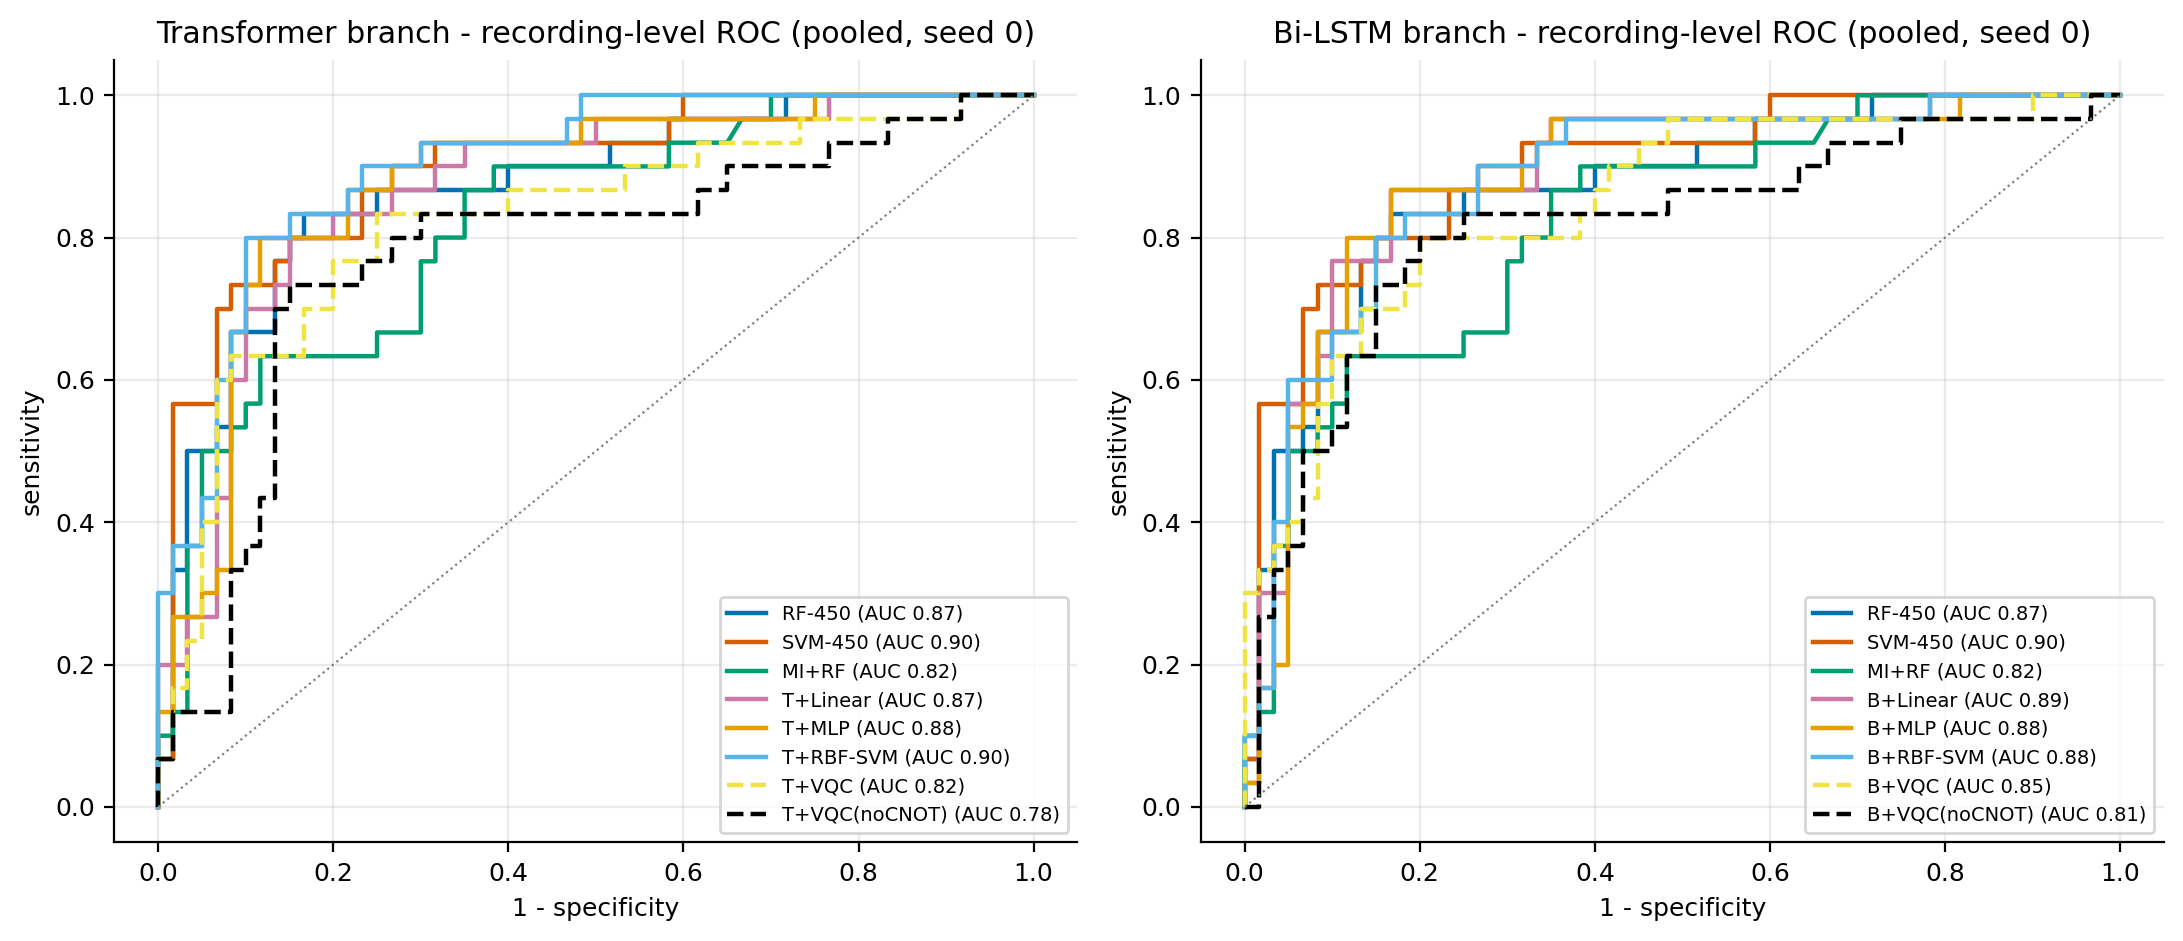 Transformer branch - recording-level ROC (pooled, seed 0)
1.0
0.8
0.6
0.4
0.2
0.0
sensitivity
RF-450 (AUC 0.87)
SVM-450 (AUC 0.90)
MI+RF (AUC 0.82)
T+Linear (AUC 0.87)
T+MLP (AUC 0.88)
T+RBF-SVM (AUC 0.90)
T+VQC (AUC 0.82)
T+VQC(noCNOT) (AUC 0.78)
0.0 0.2 0.4 0.6 0.8 1.0
1 - specificity
Bi-LSTM branch - recording-level ROC (pooled, seed 0)
1.0
0.8
0.6
0.4
0.2
0.0
sensitivity
RF-450 (AUC 0.87)
SVM-450 (AUC 0.90)
MI+RF (AUC 0.82)
B+Linear (AUC 0.89)
B+MLP (AUC 0.88)
B+RBF-SVM (AUC 0.88)
B+VQC (AUC 0.85)
B+VQC(noCNOT) (AUC 0.81)
0.0 0.2 0.4 0.6 0.8 1.0
1 - specificity